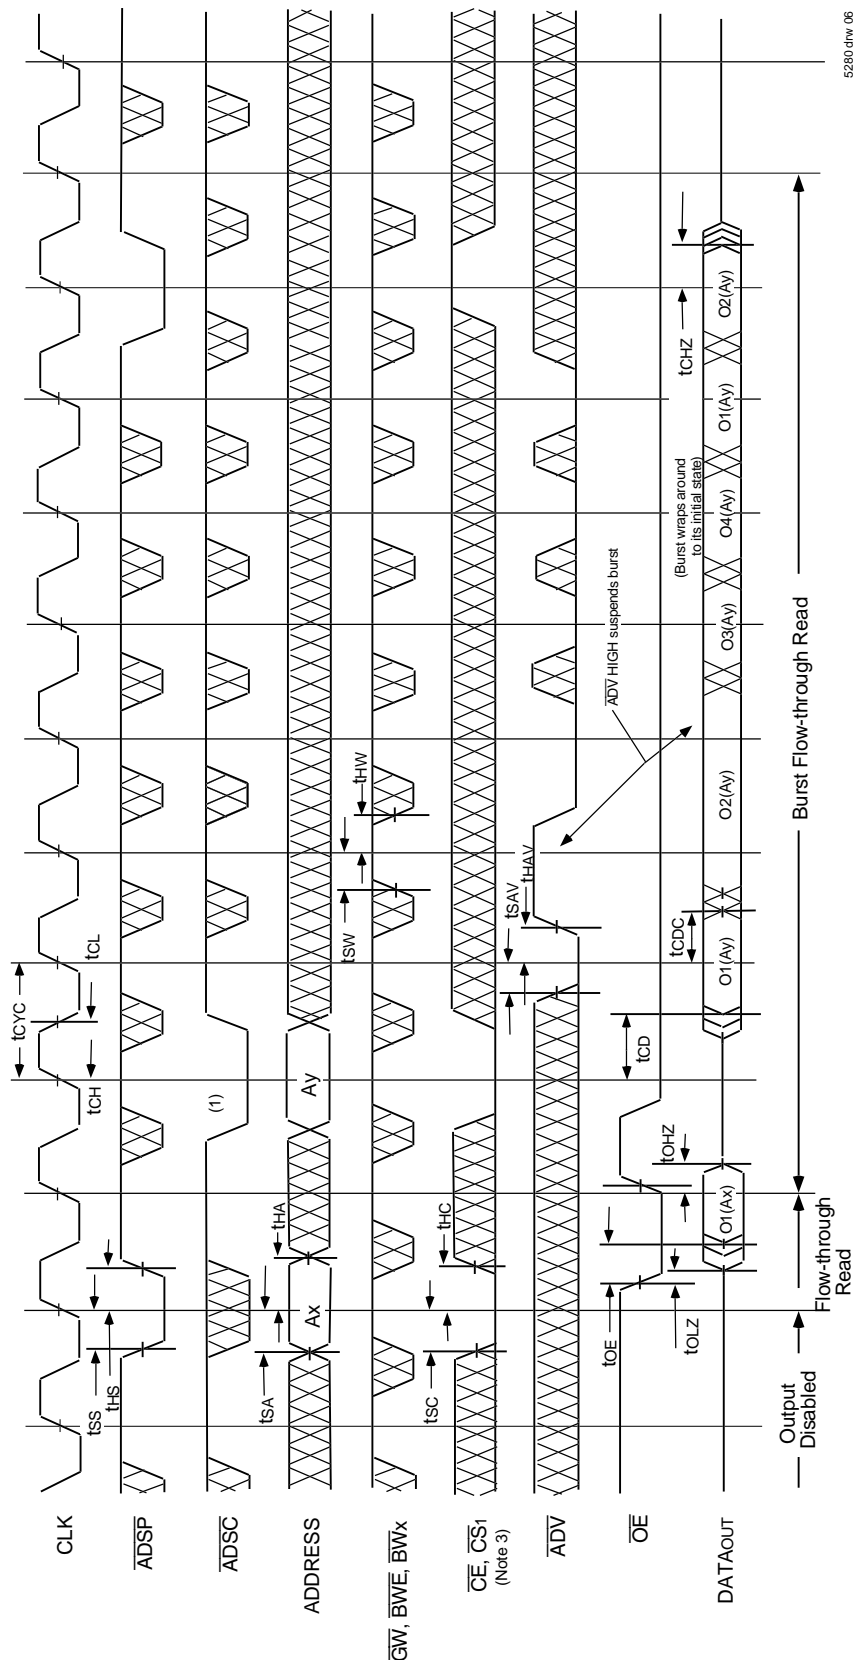 CLK
tCYC
tCH
tCL
tSS
tHS
ADSP
ADSC
(1)
ADDRESS
tSA
tHA
Ax
Ay
GW, BWE, BWx
tSW
tHW
CE, CS1
(Note 3)
tSC
tHC
ADV
tSAV
tHAV
ADV HIGH suspends burst
OE
tOE
tOHZ
tCD
tOLZ
tCDC
(Burst wraps around
to its initial state)
tCHZ
DATAOUT
O1(Ax)
O1(Ay)
O2(Ay)
O3(Ay)
O4(Ay)
O1(Ay)
O2(Ay)
Output
Disabled
Flow-through
Read
Burst Flow-through Read
5280 drw 06